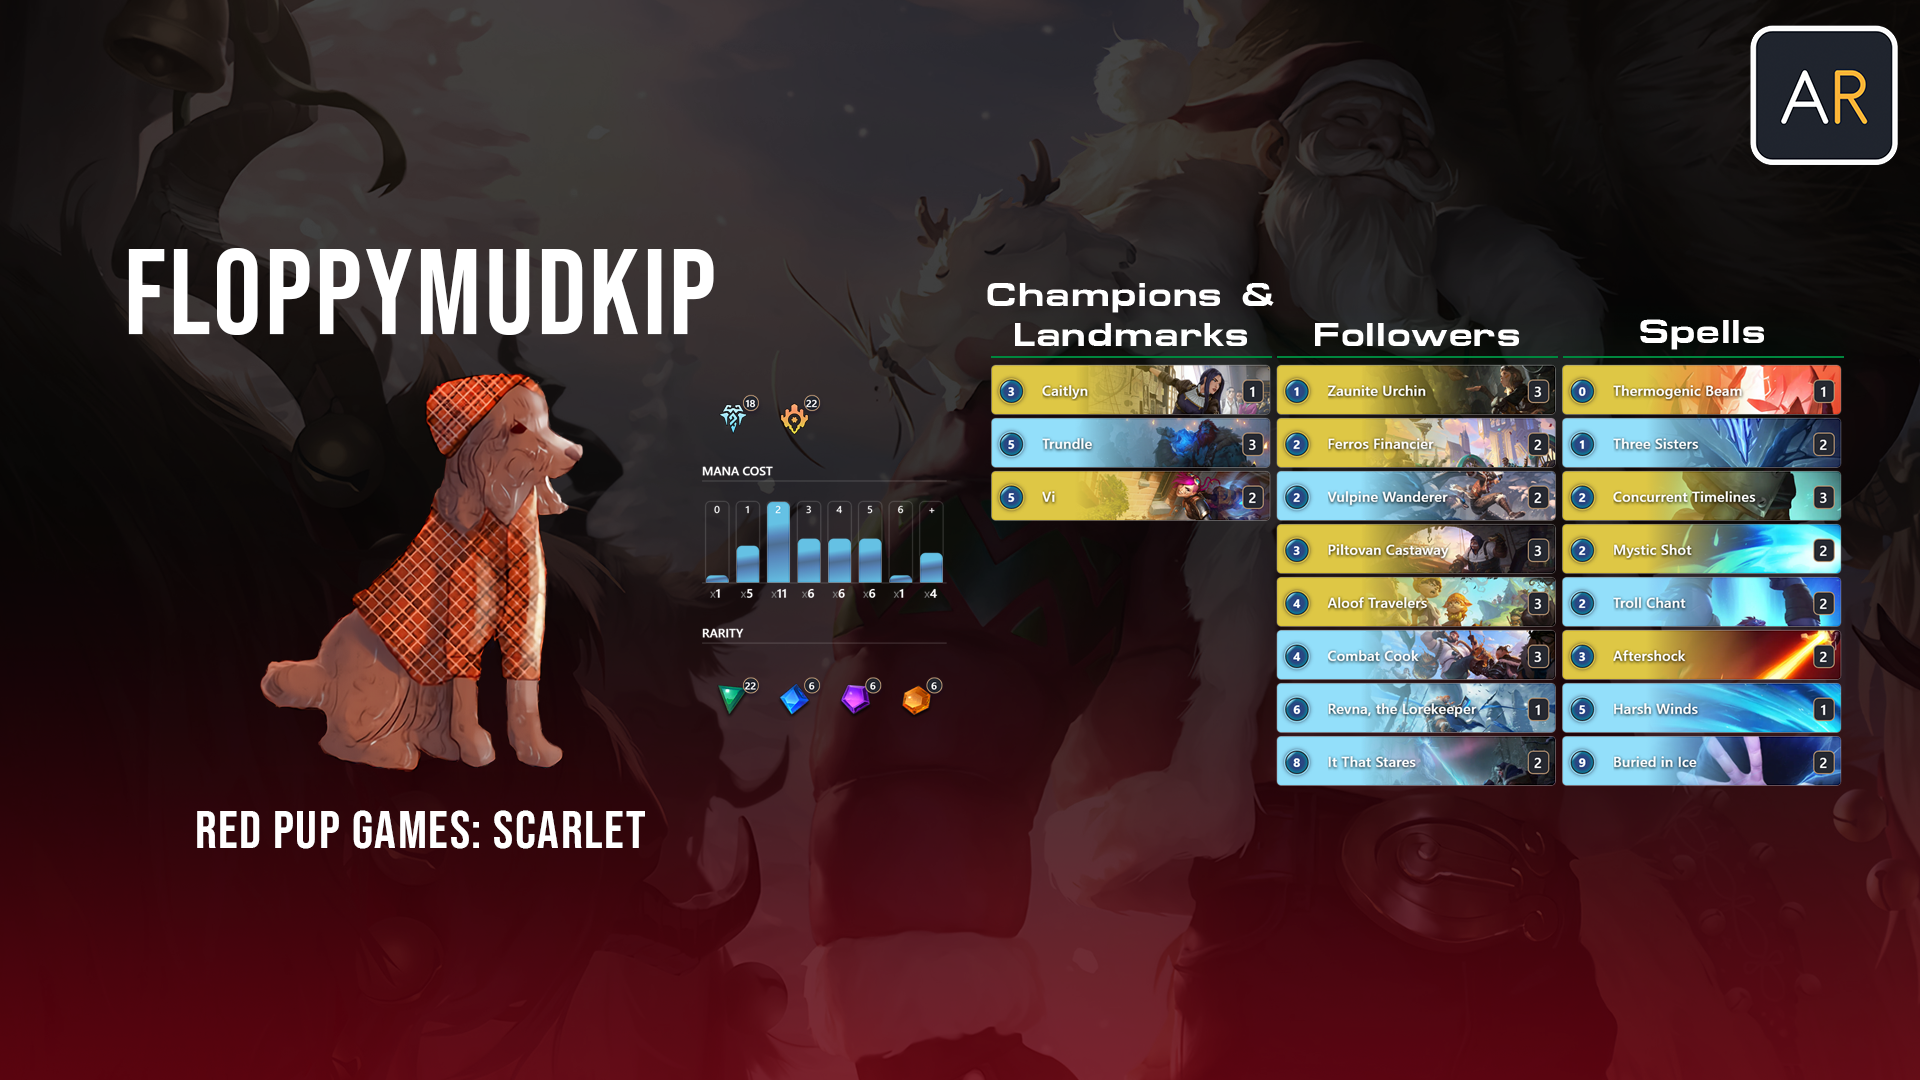 AR
FLOPPYMUDKIP
RED PUP GAMES: SCARLET
18 22
MANA COST
0 1 2 3 4 5 6 +
x1 x5 x11 x6 x6 x6 x1 x4
RARITY
22 6 6 6
Champions &
Landmarks
3 Caitlyn 1
5 Trundle 3
5 Vi 2
Followers
1 Zaunite Urchin 3
2 Ferros Financier 2
2 Vulpine Wanderer 2
3 Piltovan Castaway 3
4 Aloof Travelers 3
4 Combat Cook 3
6 Revna, the Lorekeeper 1
8 It That Stares 2
Spells
0 Thermogenic Beam 1
1 Three Sisters 2
2 Concurrent Timelines 3
2 Mystic Shot 2
2 Troll Chant 2
3 Aftershock 2
5 Harsh Winds 1
9 Buried in Ice 2